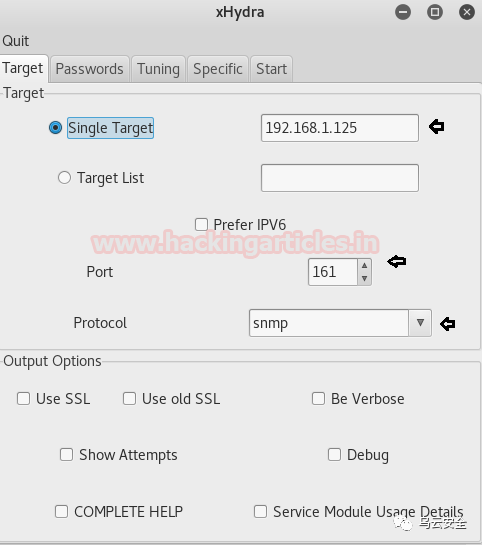 xHydra
Quit
Target Passwords Tuning Specific Start
Target
Single Target 192.168.1.125
Target List
Prefer IPV6
www.hackingarticles.in
Port 161
Protocol snmp
Output Options
Use SSL Use old SSL Be Verbose
Show Attempts Debug
COMPLETE HELP Service Module Usage Details
乌云安全